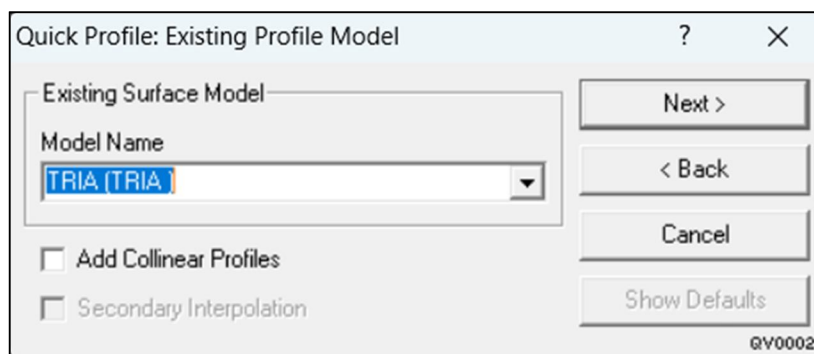 Quick Profile: Existing Profile Model
?
Existing Surface Model
Model Name
TRIA (TRIA )
Add Collinear Profiles
Secondary Interpolation
Next >
< Back
Cancel
Show Defaults
QV0002